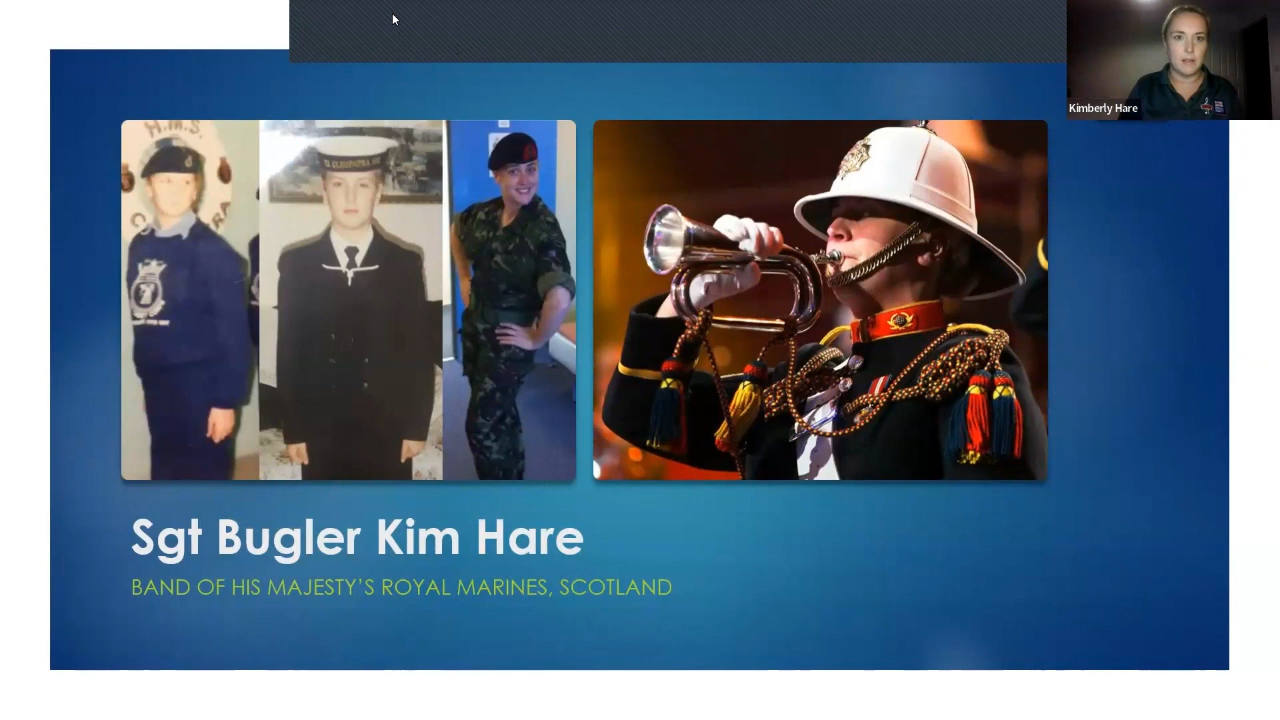 Kimberly Hare
H.M.S.
Sgt Bugler Kim Hare
BAND OF HIS MAJESTY’S ROYAL MARINES, SCOTLAND